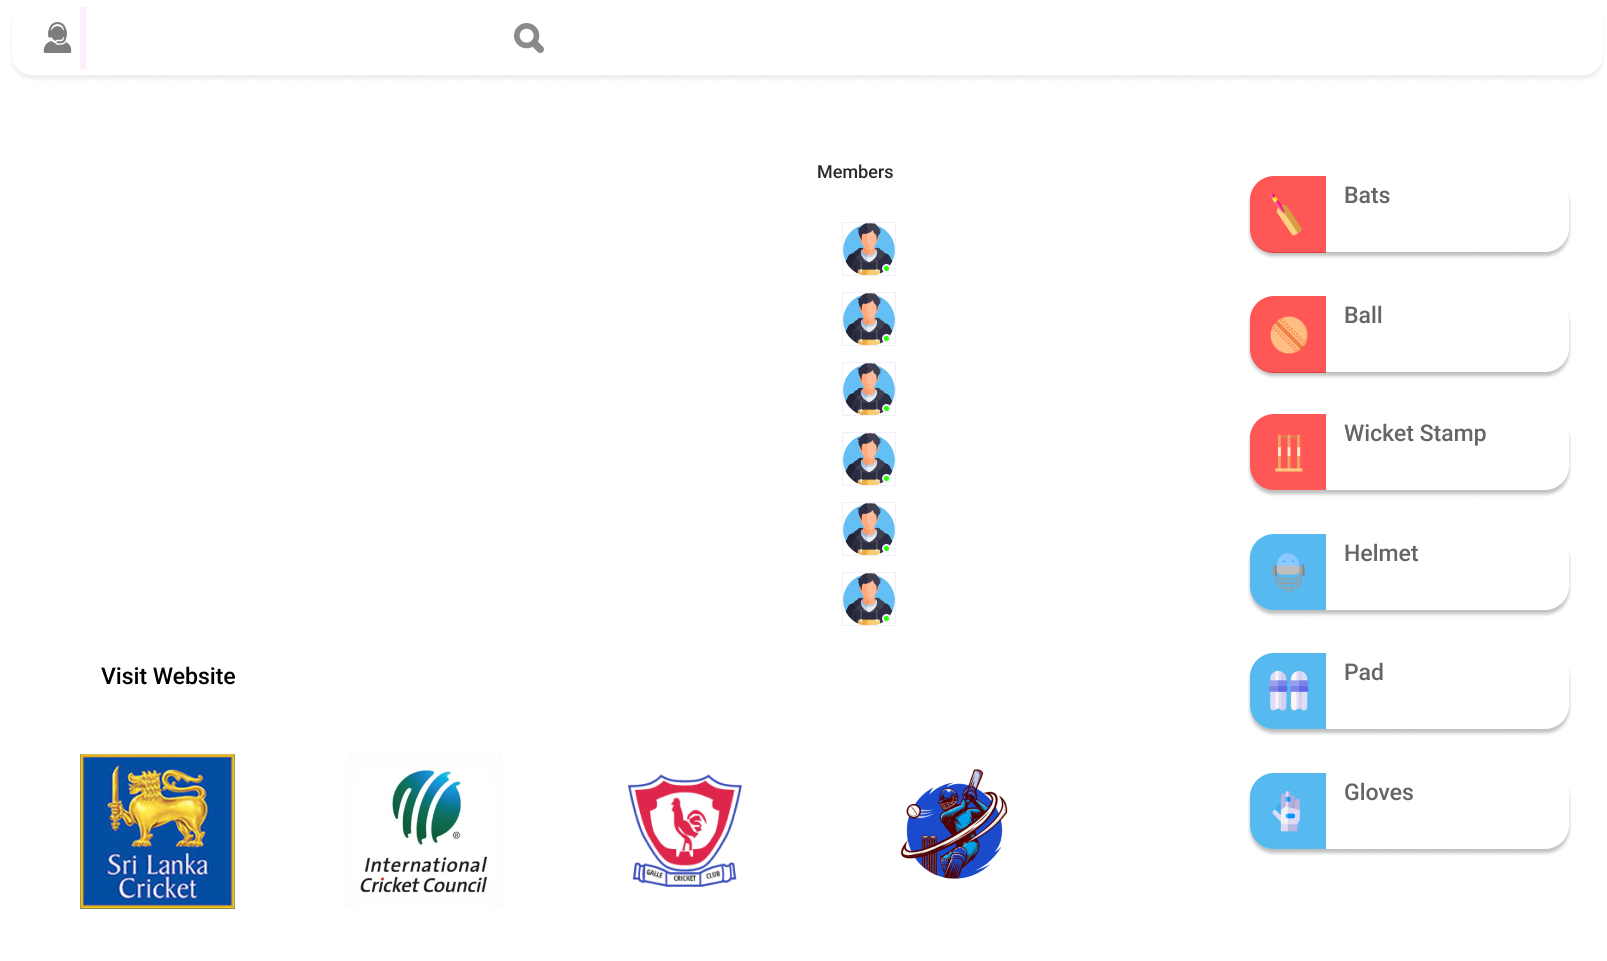 Members
Bats
Ball
Wicket Stamp
Helmet
Pad
Gloves
Visit Website
Sri Lanka
Cricket
®
International
Cricket Council
GALLE CRICKET CLUB